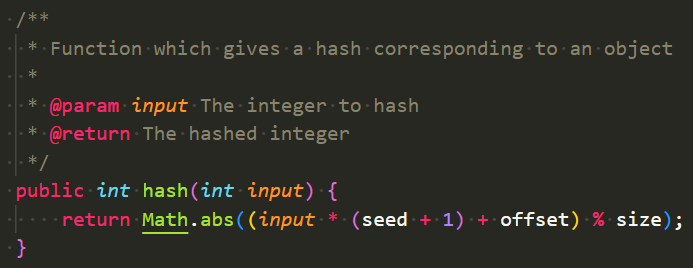 /**
 * Function which gives a hash corresponding to an object
 *
 * @param input The integer to hash
 * @return The hashed integer
 */
public int hash(int input) {
    return Math.abs((input * (seed + 1) + offset) % size);
}